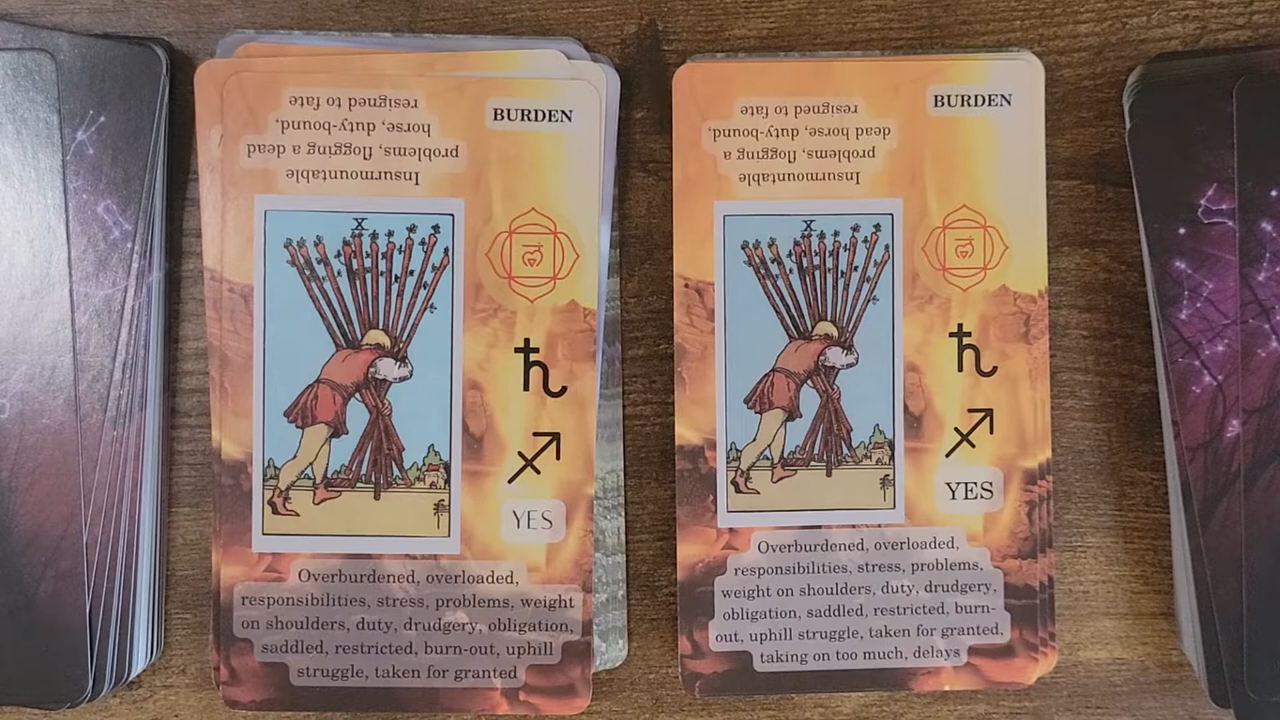 BURDEN
Insurmountable
problems, flogging a dead
horse, duty-bound,
resigned to fate
X
YES
Overburdened, overloaded,
responsibilities, stress, problems, weight
on shoulders, duty, drudgery, obligation,
saddled, restricted, burn-out, uphill
struggle, taken for granted
BURDEN
Insurmountable
problems, flogging a
dead horse, duty-bound,
resigned to fate
X
YES
Overburdened, overloaded,
responsibilities, stress, problems,
weight on shoulders, duty, drudgery,
obligation, saddled, restricted, burn-
out, uphill struggle, taken for granted,
taking on too much, delays